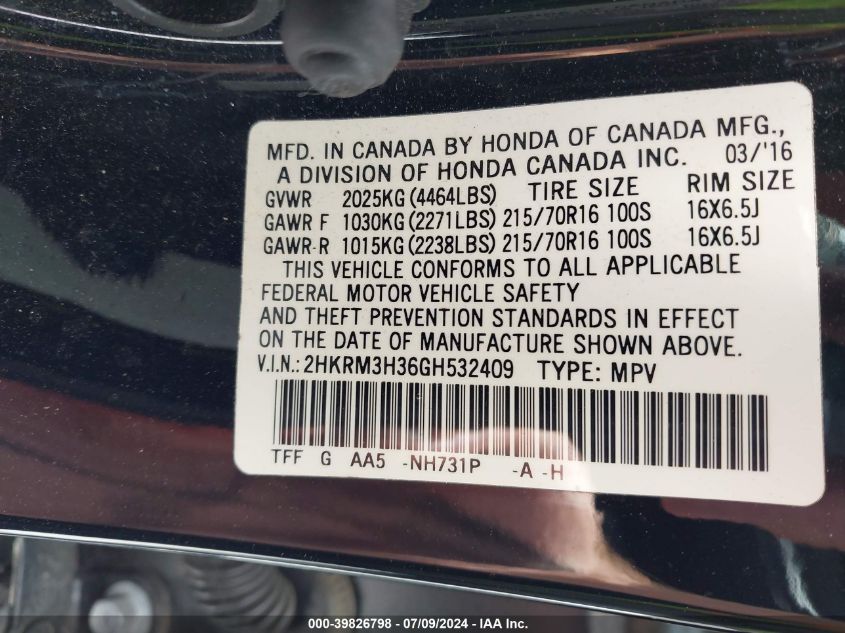 MFD. IN CANADA BY HONDA OF CANADA MFG.,
A DIVISION OF HONDA CANADA INC. 03/'16
GVWR 2025KG (4464LBS) TIRE SIZE RIM SIZE
GAWR F 1030KG (2271LBS) 215/70R16 100S 16X6.5J
GAWR-R 1015KG (2238LBS) 215/70R16 100S 16X6.5J
THIS VEHICLE CONFORMS TO ALL APPLICABLE
FEDERAL MOTOR VEHICLE SAFETY
AND THEFT PREVENTION STANDARDS IN EFFECT
ON THE DATE OF MANUFACTURE SHOWN ABOVE.
V.I.N.: 2HKRM3H36GH532409 TYPE: MPV
TFF G AA5 -NH731P -A -H
000-39826798 - 07/09/2024 - IAA Inc.